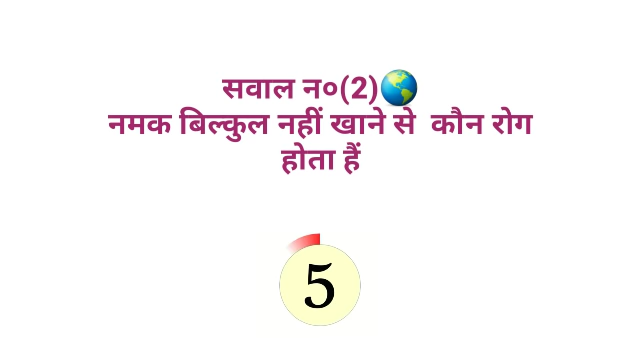 सवाल न०(2)🌎
नमक बिल्कुल नहीं खाने से कौन रोग
होता हैं
5